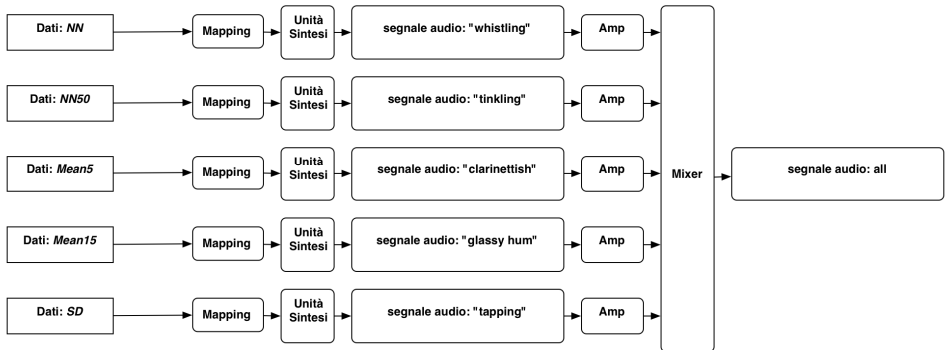 Dati: NN
Mapping
Unità
Sintesi
segnale audio: "whistling"
Amp
Dati: NN50
Mapping
Unità
Sintesi
segnale audio: "tinkling"
Amp
Dati: Mean5
Mapping
Unità
Sintesi
segnale audio: "clarinettish"
Amp
Mixer
segnale audio: all
Dati: Mean15
Mapping
Unità
Sintesi
segnale audio: "glassy hum"
Amp
Dati: SD
Mapping
Unità
Sintesi
segnale audio: "tapping"
Amp